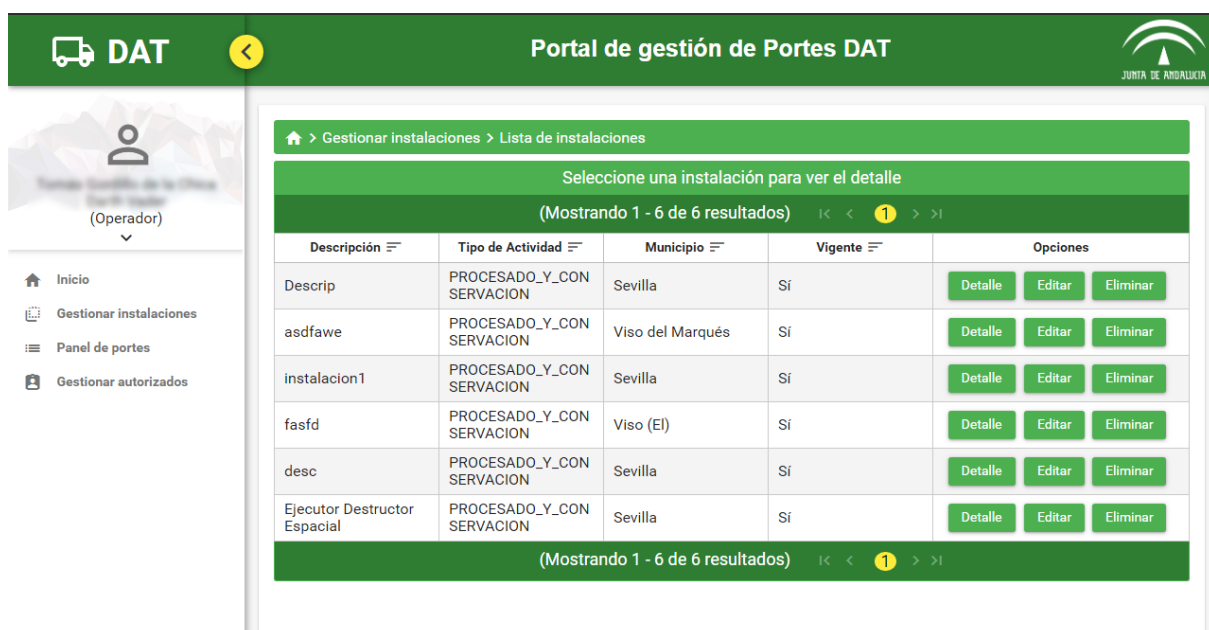 DAT
Portal de gestión de Portes DAT
JUNTA DE ANDALUCIA
(Operador)
Inicio
Gestionar instalaciones
Panel de portes
Gestionar autorizados
> Gestionar instalaciones > Lista de instalaciones
Seleccione una instalación para ver el detalle
(Mostrando 1 - 6 de 6 resultados) 1
Descripción Tipo de Actividad Municipio Vigente Opciones
Descrip PROCESADO_Y_CON
SERVACION Sevilla Sí Detalle Editar Eliminar
asdfawe PROCESADO_Y_CON
SERVACION Viso del Marqués Sí Detalle Editar Eliminar
instalacion1 PROCESADO_Y_CON
SERVACION Sevilla Sí Detalle Editar Eliminar
fasfd PROCESADO_Y_CON
SERVACION Viso (El) Sí Detalle Editar Eliminar
desc PROCESADO_Y_CON
SERVACION Sevilla Sí Detalle Editar Eliminar
Ejecutor Destructor PROCESADO_Y_CON
Espacial SERVACION Sevilla Sí Detalle Editar Eliminar
(Mostrando 1 - 6 de 6 resultados) 1